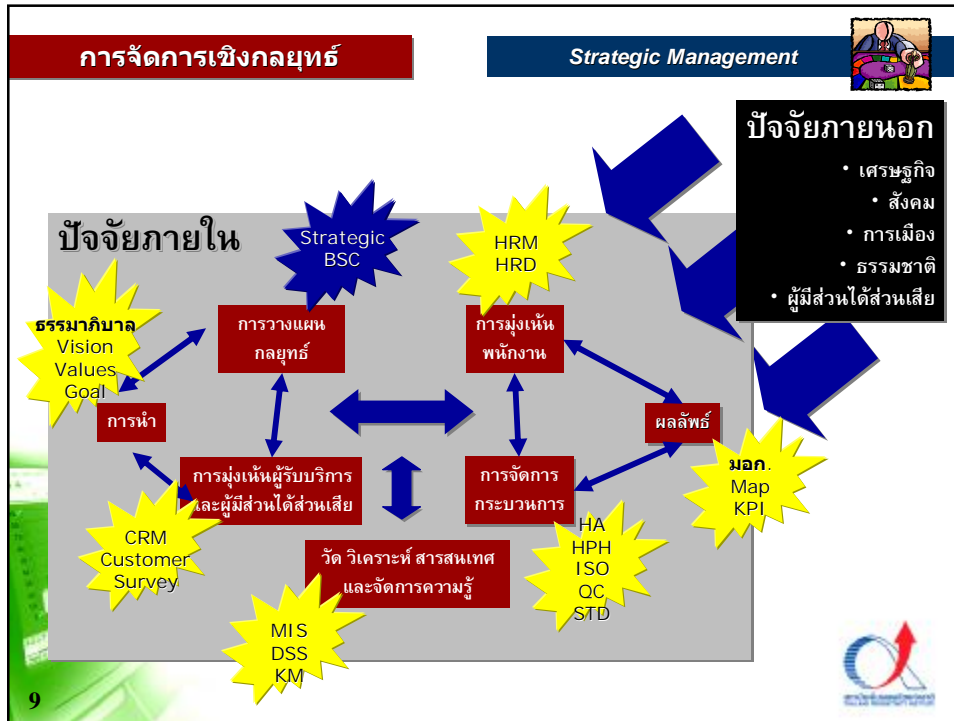 การจัดการเชิงกลยุทธ์
Strategic Management
ปัจจัยภายนอก
• เศรษฐกิจ
• สังคม
• การเมือง
• ธรรมชาติ
• ผู้มีส่วนได้ส่วนเสีย
ปัจจัยภายใน
Strategic
BSC
HRM
HRD
ธรรมาภิบาล
Vision
Values
Goal
การวางแผน
กลยุทธ์
การมุ่งเน้น
พนักงาน
การนำ
ผลลัพธ์
การมุ่งเน้นผู้รับบริการ
และผู้มีส่วนได้ส่วนเสีย
การจัดการ
กระบวนการ
มอก.
Map
KPI
CRM
Customer
Survey
วัด วิเคราะห์ สารสนเทศ
และจัดการความรู้
HA
HPH
ISO
QC
STD
MIS
DSS
KM
9